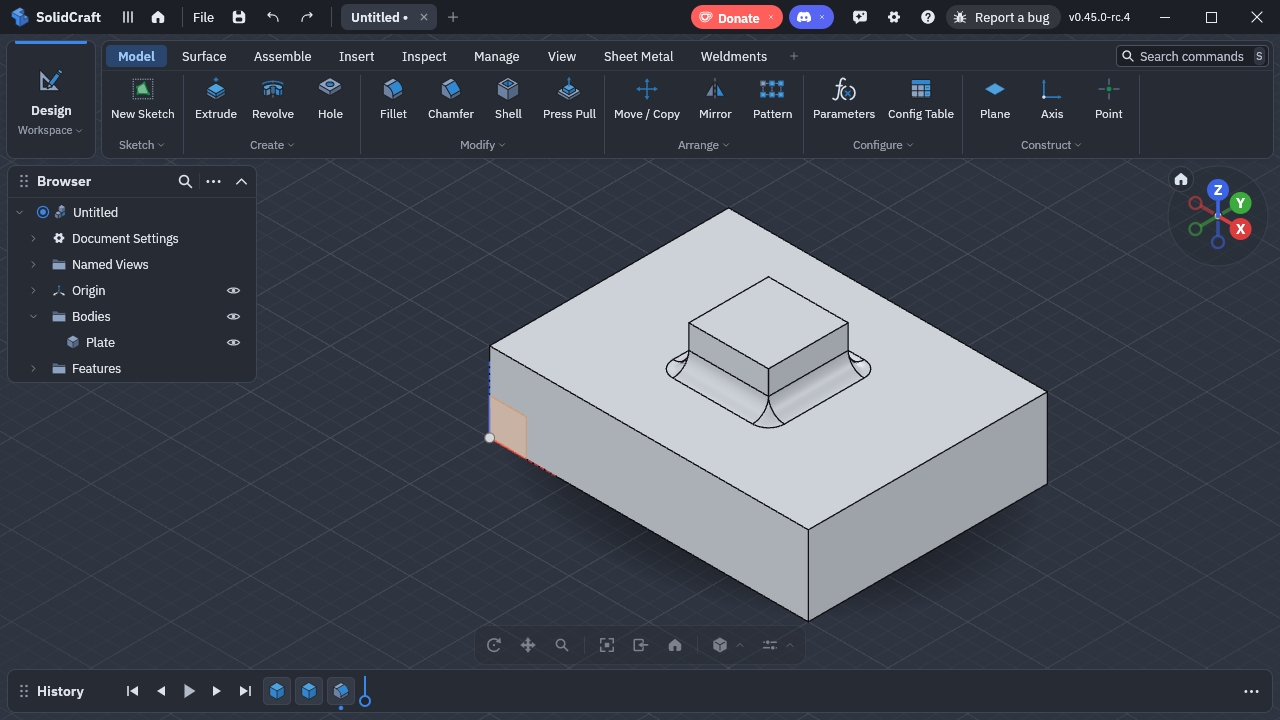 SolidCraft
File
Untitled •
Donate
Report a bug
v0.45.0-rc.4
Design
Workspace
Model
Surface
Assemble
Insert
Inspect
Manage
View
Sheet Metal
Weldments
Search commands
S
New Sketch
Extrude
Revolve
Hole
Fillet
Chamfer
Shell
Press Pull
Move / Copy
Mirror
Pattern
Parameters
Config Table
Plane
Axis
Point
Sketch
Create
Modify
Arrange
Configure
Construct
Browser
Untitled
Document Settings
Named Views
Origin
Bodies
Plate
Features
Z
Y
X
History